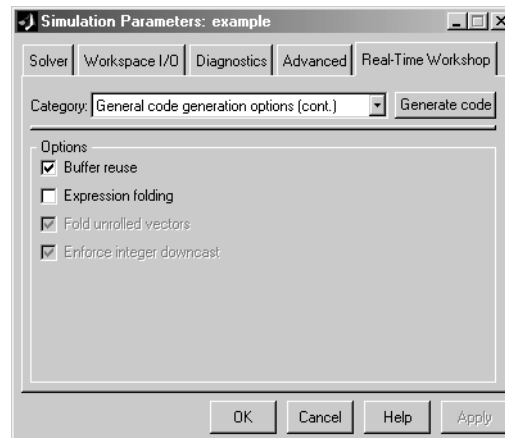 Simulation Parameters: example
Solver Workspace I/O Diagnostics Advanced Real-Time Workshop
Category: General code generation options (cont.) Generate code
Options
Buffer reuse
Expression folding
Fold unrolled vectors
Enforce integer downcast
OK Cancel Help Apply